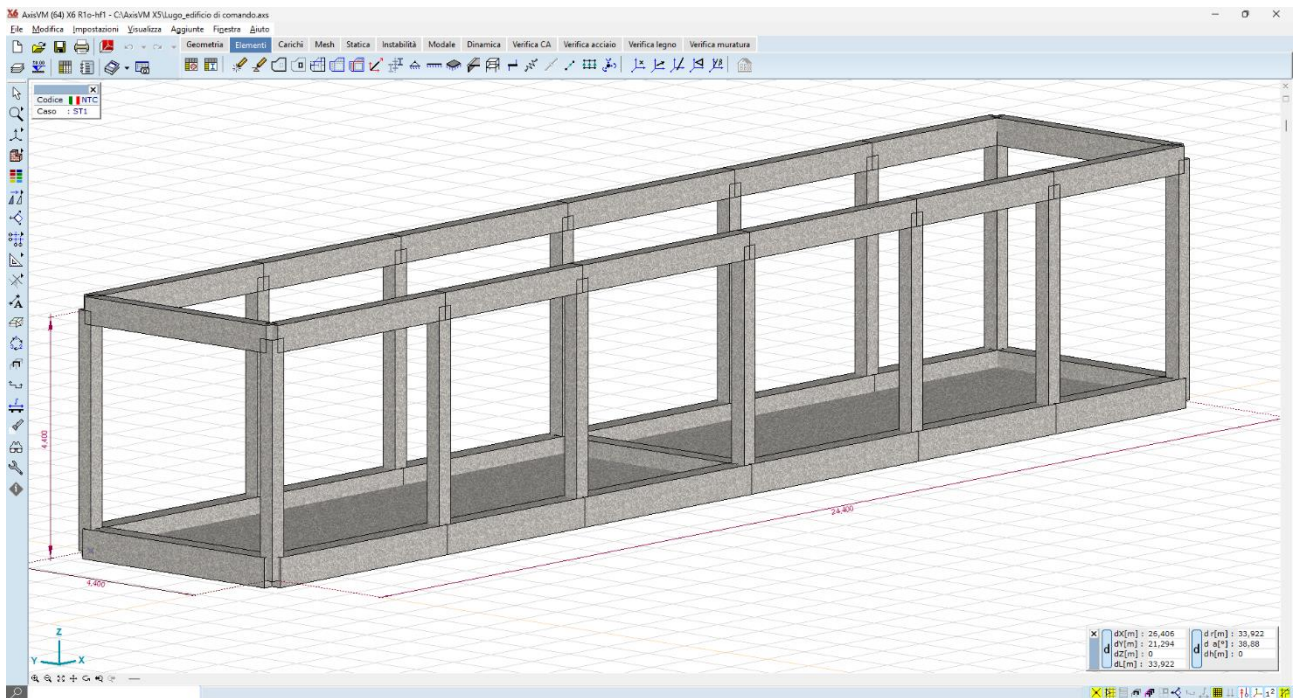 AxisVM (64) X6 R1o-hf1 - C:\AxisVM X5\Lugo_edificio di comando.axs
File Modifica Impostazioni Visualizza Aggiunte Finestra Aiuto
Geometria Elementi Carichi Mesh Statica Instabilità Modale Dinamica Verifica CA Verifica acciaio Verifica legno Verifica muratura
Codice NTC
Caso : ST1
4,400
24,400
4,400
Z
Y X
d
dX[m] : 26,406
dY[m] : 21,294
dZ[m] : 0
dL[m] : 33,922
d
d r[m] : 33,922
d a[°] : 38,88
dh[m] : 0